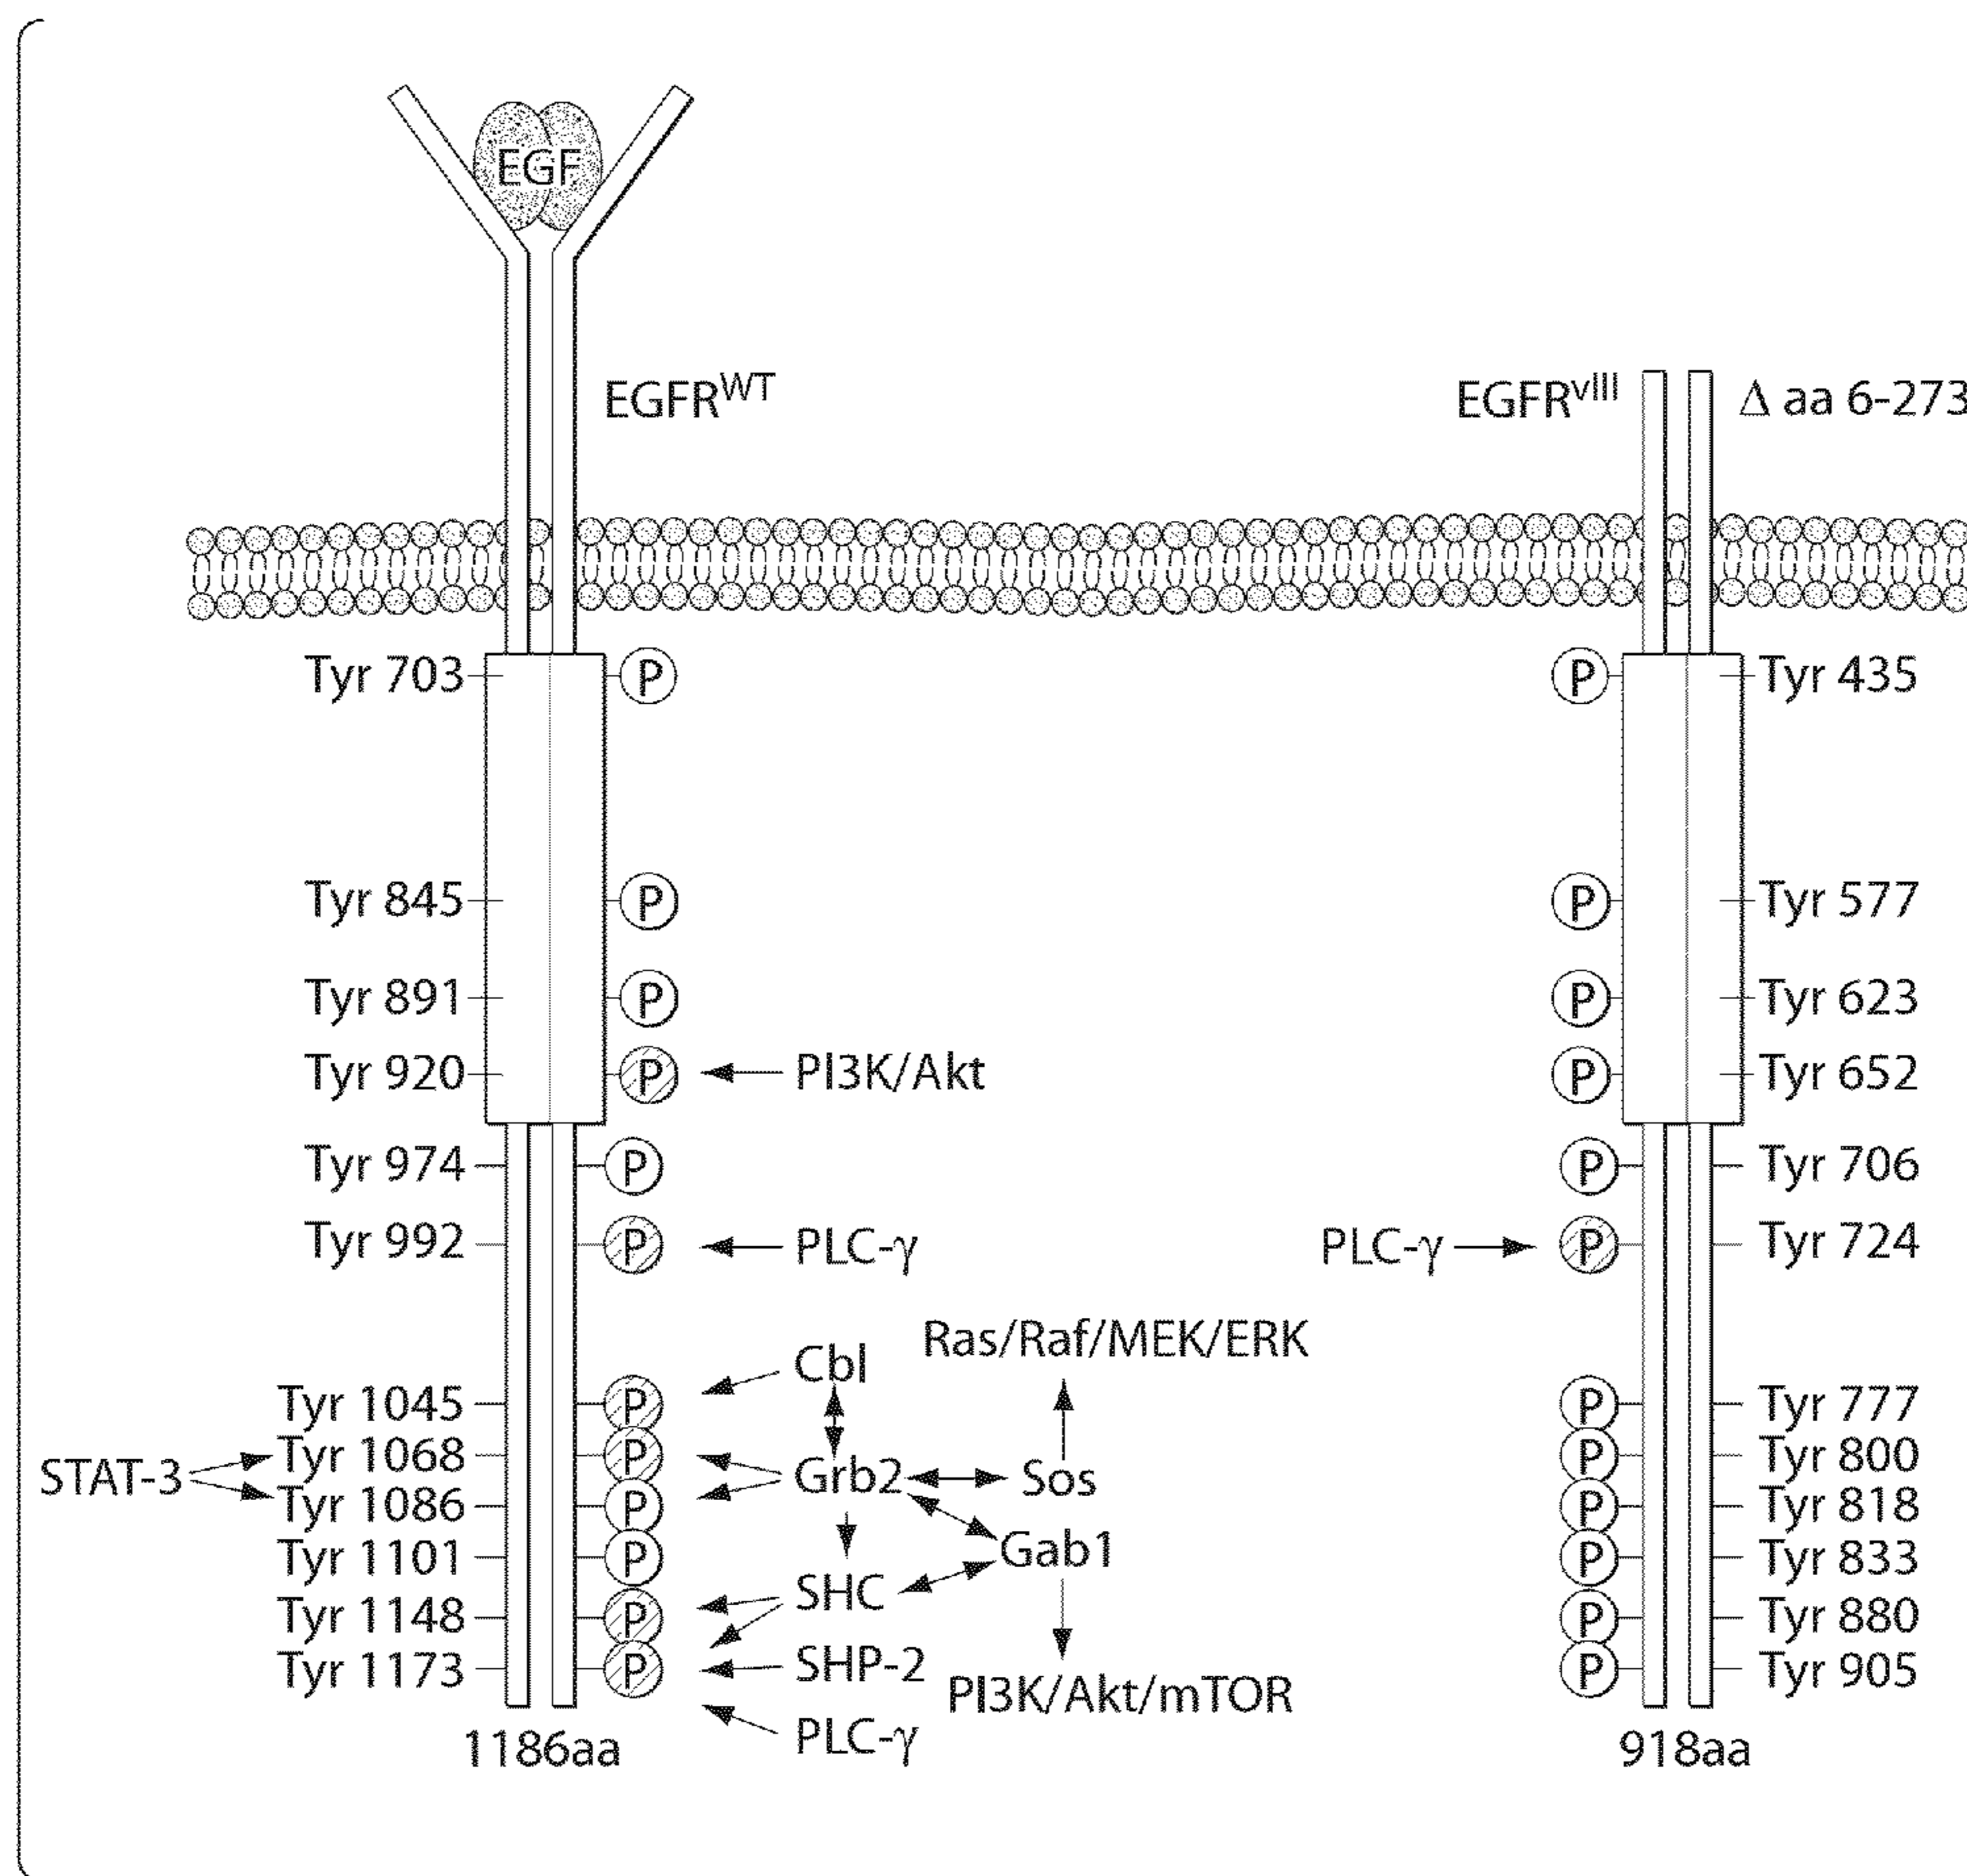 EGF
EGFR^WT
EGFR^vIII
Δ aa 6-273
Tyr 703
P
P
Tyr 435
Tyr 845
P
P
Tyr 577
Tyr 891
P
P
Tyr 623
Tyr 920
P
PI3K/Akt
P
Tyr 652
Tyr 974
P
P
Tyr 706
Tyr 992
P
PLC-γ
PLC-γ
P
Tyr 724
Ras/Raf/MEK/ERK
Cbl
Tyr 1045
P
P
Tyr 777
Tyr 1068
P
P
Tyr 800
STAT-3
Grb2
Sos
Tyr 1086
P
P
Tyr 818
Gab1
Tyr 1101
P
P
Tyr 833
SHC
Tyr 1148
P
P
Tyr 880
Tyr 1173
P
SHP-2
P
Tyr 905
PI3K/Akt/mTOR
PLC-γ
1186aa
918aa